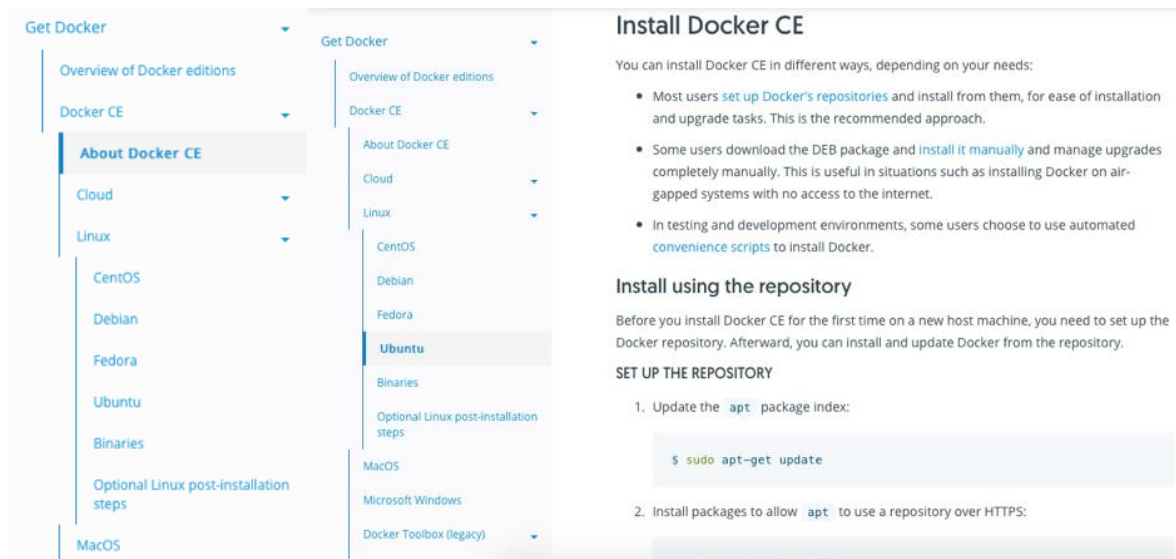 Get Docker
Overview of Docker editions
Docker CE
About Docker CE
Cloud
Linux
CentOS
Debian
Fedora
Ubuntu
Binaries
Optional Linux post-installation
steps
MacOS
Get Docker
Overview of Docker editions
Docker CE
About Docker CE
Cloud
Linux
CentOS
Debian
Fedora
Ubuntu
Binaries
Optional Linux post-installation
steps
MacOS
Microsoft Windows
Docker Toolbox (legacy)
Install Docker CE
You can install Docker CE in different ways, depending on your needs:
• Most users set up Docker's repositories and install from them, for ease of installation
and upgrade tasks. This is the recommended approach.
• Some users download the DEB package and install it manually and manage upgrades
completely manually. This is useful in situations such as installing Docker on air-
gapped systems with no access to the internet.
• In testing and development environments, some users choose to use automated
convenience scripts to install Docker.
Install using the repository
Before you install Docker CE for the first time on a new host machine, you need to set up the
Docker repository. Afterward, you can install and update Docker from the repository.
SET UP THE REPOSITORY
1. Update the apt package index:
$ sudo apt-get update
2. Install packages to allow apt to use a repository over HTTPS: